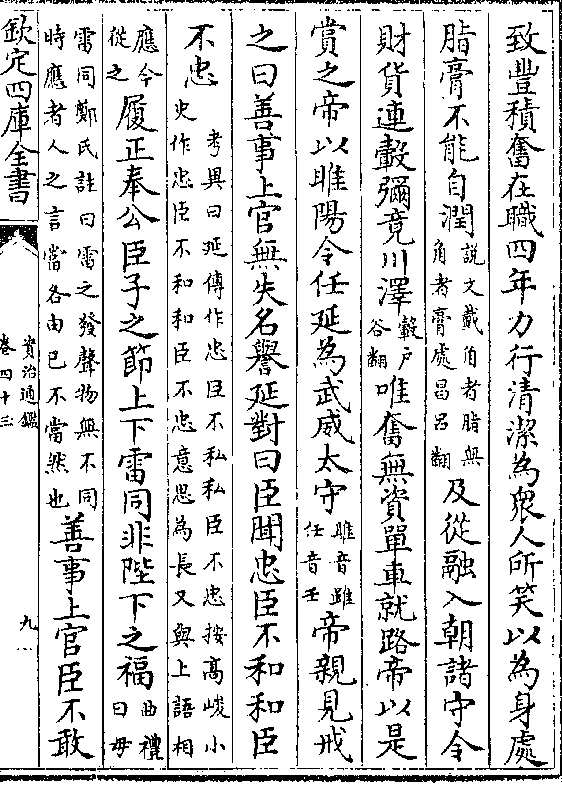 致豐積奮在職四年力行清潔為衆人所笑以為身處
脂膏不能自潤説文戴角者脂無角者膏處昌呂翻及從融入朝諸守令
財貨連轂彌竟川澤轂戸谷翻唯奮無資單車就路帝以是
賞之帝以睢陽令任延為武威太守睢音雖任音壬帝親見戒
之曰善事上官無失名譽延對曰臣聞忠臣不和和臣
不忠考異曰延傳作忠臣不私私臣不忠按高峻小史作忠臣不和和臣不忠意思為長又與上語相
應今從之履正奉公臣子之節上下雷同非陛下之福曲禮曰毋
雷同鄭氏註曰雷之發聲物無不同時應者人之言當各由已不當然也善事上官臣不敢
欽定四庫全書
資治通鑑
卷四十三
九